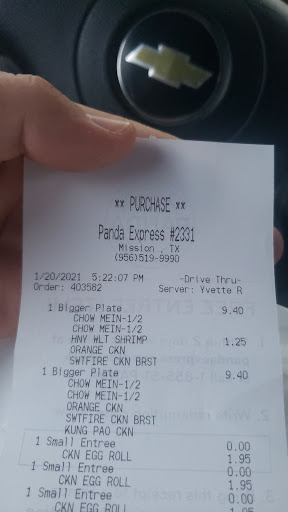 ** PURCHASE **
Panda Express #2331
Mission , TX
(956)519-9990
1/20/2021 5:22:07 PM -Drive Thru-
Order: 403582 Server: Yvette R
1 Bigger Plate 9.40
CHOW MEIN-1/2
CHOW MEIN-1/2
HNY WLT SHRIMP 1.25
ORANGE CKN
SWTFIRE CKN BRST
1 Bigger Plate 9.40
CHOW MEIN-1/2
CHOW MEIN-1/2
ORANGE CKN
SWTFIRE CKN BRST
KUNG PAO CKN
1 Small Entree 0.00
CKN EGG ROLL 1.95
1 Small Entree 0.00
CKN EGG ROLL 1.95
1 Small Entree 0.00
CKN EGG ROLL 1.95